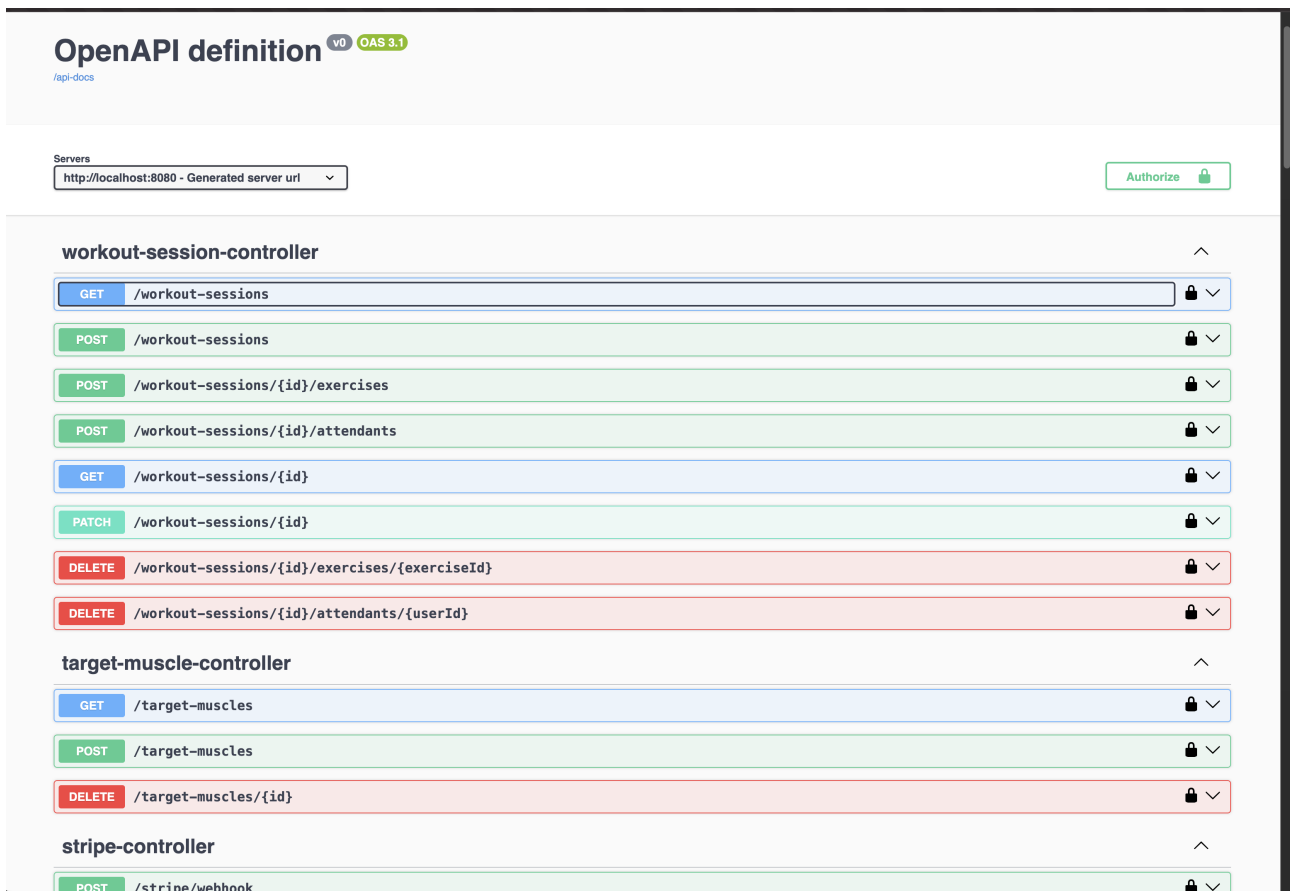 OpenAPI definition v0 OAS 3.1
/api-docs
Servers
http://localhost:8080 - Generated server url
Authorize
workout-session-controller
GET /workout-sessions
POST /workout-sessions
POST /workout-sessions/{id}/exercises
POST /workout-sessions/{id}/attendants
GET /workout-sessions/{id}
PATCH /workout-sessions/{id}
DELETE /workout-sessions/{id}/exercises/{exerciseId}
DELETE /workout-sessions/{id}/attendants/{userId}
target-muscle-controller
GET /target-muscles
POST /target-muscles
DELETE /target-muscles/{id}
stripe-controller
POST /stripe/webhook